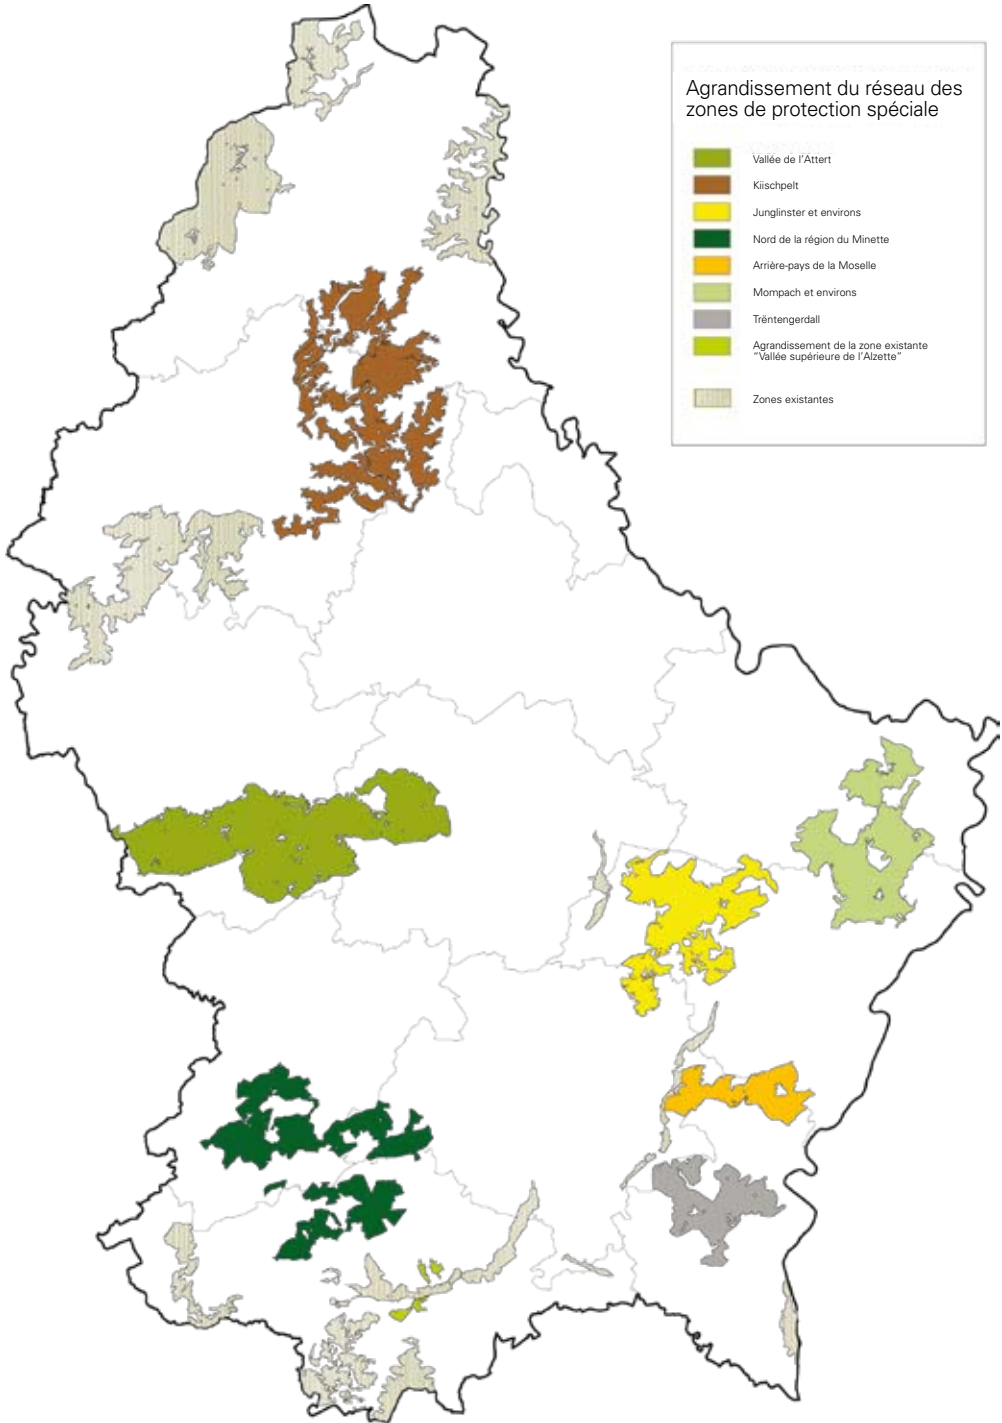 Agrandissement du réseau des
zones de protection spéciale
Vallée de l'Attert
Kiischpelt
Junglinster et environs
Nord de la région du Minette
Arrière-pays de la Moselle
Mompach et environs
Trëntengerdall
Agrandissement de la zone existante
"Vallée supérieure de l'Alzette"
Zones existantes